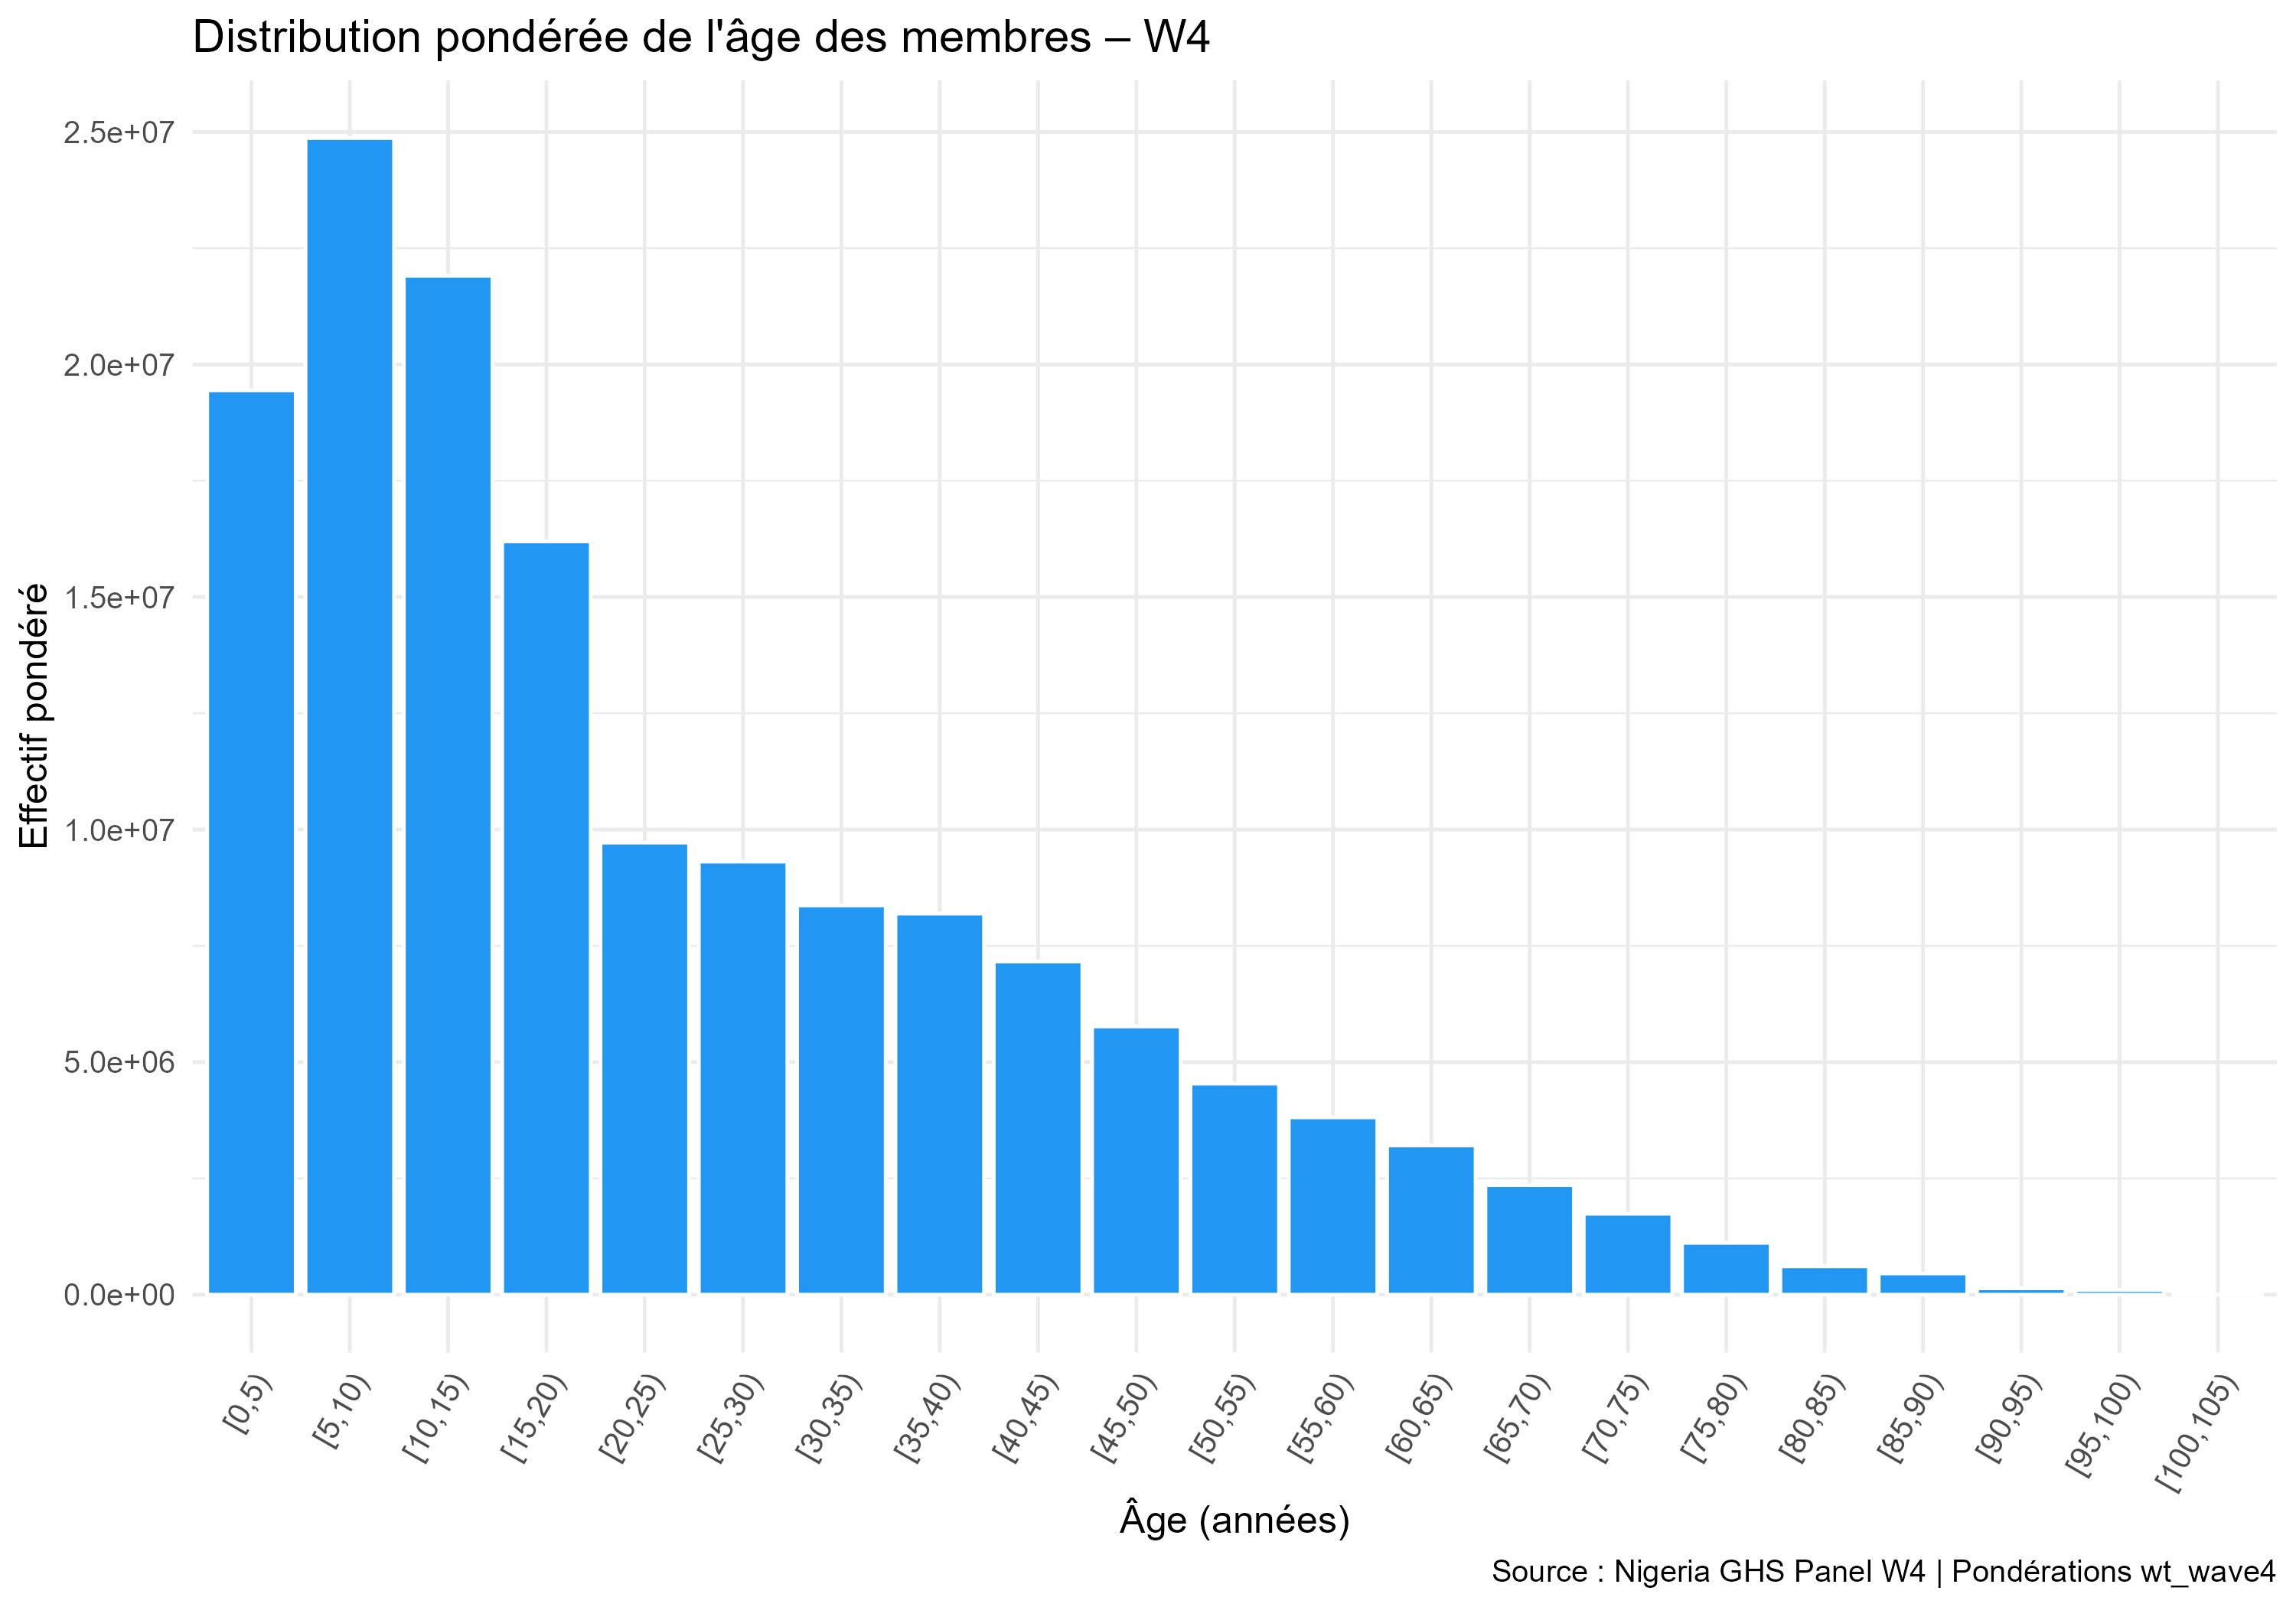 Distribution pondérée de l'âge des membres – W4
Effectif pondéré
2.5e+07
2.0e+07
1.5e+07
1.0e+07
5.0e+06
0.0e+00
[0,5)
[5,10)
[10,15)
[15,20)
[20,25)
[25,30)
[30,35)
[35,40)
[40,45)
[45,50)
[50,55)
[55,60)
[60,65)
[65,70)
[70,75)
[75,80)
[80,85)
[85,90)
[90,95)
[95,100)
[100,105)
Âge (années)
Source : Nigeria GHS Panel W4 | Pondérations wt_wave4